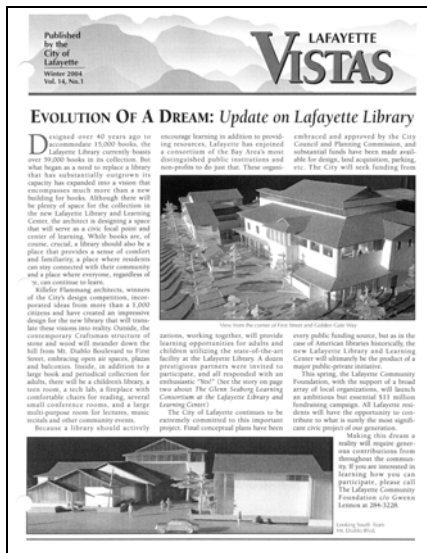 Published
by the
City of
Lafayette
Winter 2004
Vol. 14, No.1
LAFAYETTE
VISTAS
EVOLUTION OF A DREAM: Update on Lafayette Library
Designed over 40 years ago to
accommodate 15,000 books, the
Lafayette Library currently boasts
over 59,000 books in its collection. But
what began as a need to replace a library
that has substantially outgrown its
capacity has expanded into a vision that
encompasses much more than a new
building for books. Although there will
be plenty of space for the collection in
the new Lafayette Library and Learning
Center, the architect is designing a space
that will serve as a civic focal point and
center of learning. While books are, of
course, crucial, a library should also be a
place that provides a sense of comfort
and familiarity, a place where residents
can stay connected with their community
and a place where everyone, regardless of
can continue to learn.
Killefer Flammang architects, winners
of the City's design competition, incor-
porated ideas from more than a 1,000
citizens and have created an impressive
design for the new library that will trans-
late these visions into reality. Outside, the
contemporary Craftsman structure of
stone and wood will meander down the
hill from Mt. Diablo Boulevard to First
Street, embracing open air spaces, plazas
and balconies. Inside, in addition to a
large book and periodical collection for
adults, there will be a children's library, a
teen room, a tech lab, a fireplace with
comfortable chairs for reading, several
small conference rooms, and a large
multi-purpose room for lectures, music
recitals and other community events.
Because a library should actively
encourage learning in addition to provid-
ing resources, Lafayette has enjoined
a consortium of the Bay Area's most
distinguished public institutions and
non-profits to do just that. Those organi-
embraced and approved by the City
Council and Planning Commission, and
substantial funds have been made avail-
able for design, land acquisition, parking,
etc. The City will seek funding from
View from the corner of First Street and Golden Gate Way
zations, working together, will provide
learning opportunities for adults and
children utilizing the state-of-the-art
facility at the Lafayette Library. A dozen
prestigious partners were invited to
participate, and all responded with an
enthusiastic "Yes!" (See the story on page
two about The Glenn Seaborg Learning
Consortium at the Lafayette Library and
Learning Center.)
The City of Lafayette continues to be
extremely committed to this important
project. Final conceptual plans have been
every public funding source, but as in the
case of American libraries historically, the
new Lafayette Library and Learning
Center will ultimately be the product of a
major public-private initiative.
This Spring, the Lafayette Community
Foundation, with the support of a broad
array of local organizations, will launch
an ambitious but essential $11 million
fundraising campaign. All Lafayette resi-
dents will have the opportunity to con-
tribute to what is surely the most signifi-
cant civic project of our generation.
Making this dream a
reality will require gener-
ous contributions from
throughout the commun-
ity. If you are interested in
learning how you can
participate, please call
The Lafayette Community
Foundation c/o Gwenn
Lennox at 284-3228.
Looking South from
Mt. Diablo Blvd.